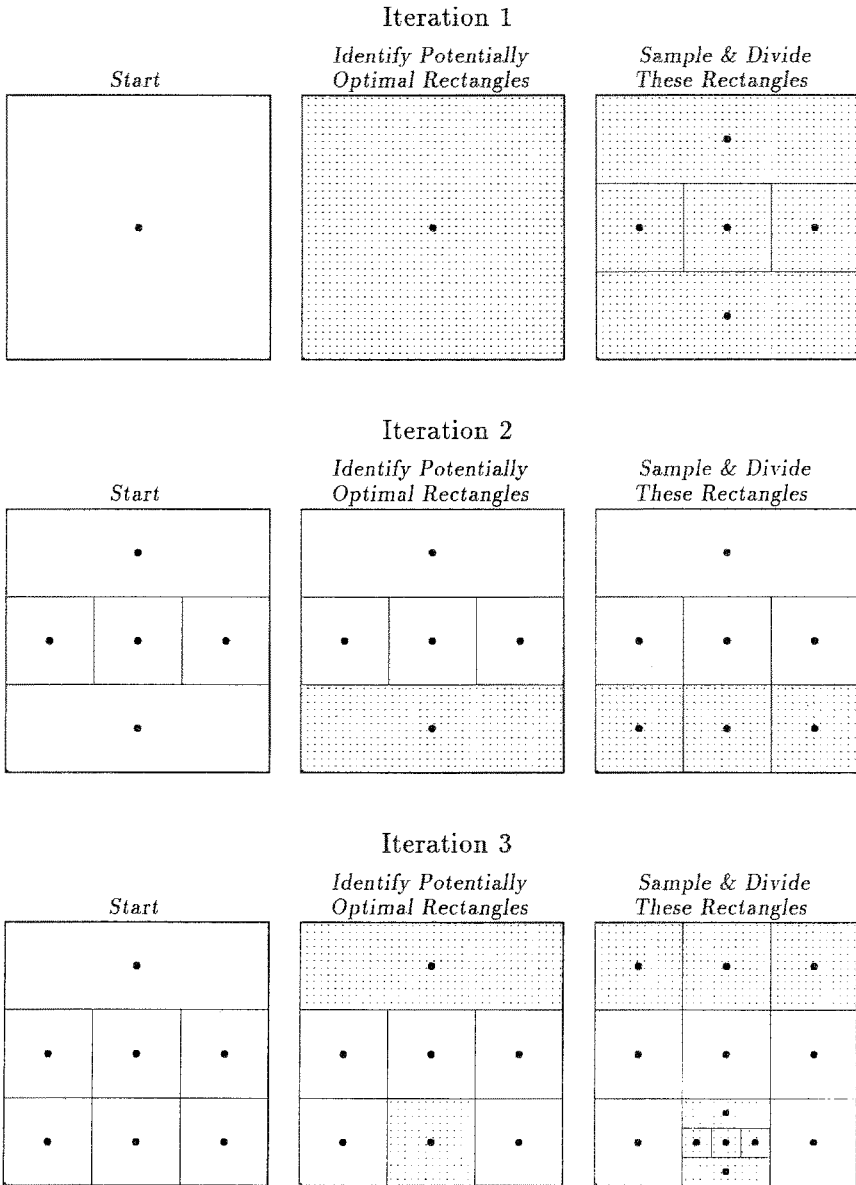 Iteration 1
Start
Identify Potentially
Optimal Rectangles
Sample & Divide
These Rectangles
Iteration 2
Start
Identify Potentially
Optimal Rectangles
Sample & Divide
These Rectangles
Iteration 3
Start
Identify Potentially
Optimal Rectangles
Sample & Divide
These Rectangles